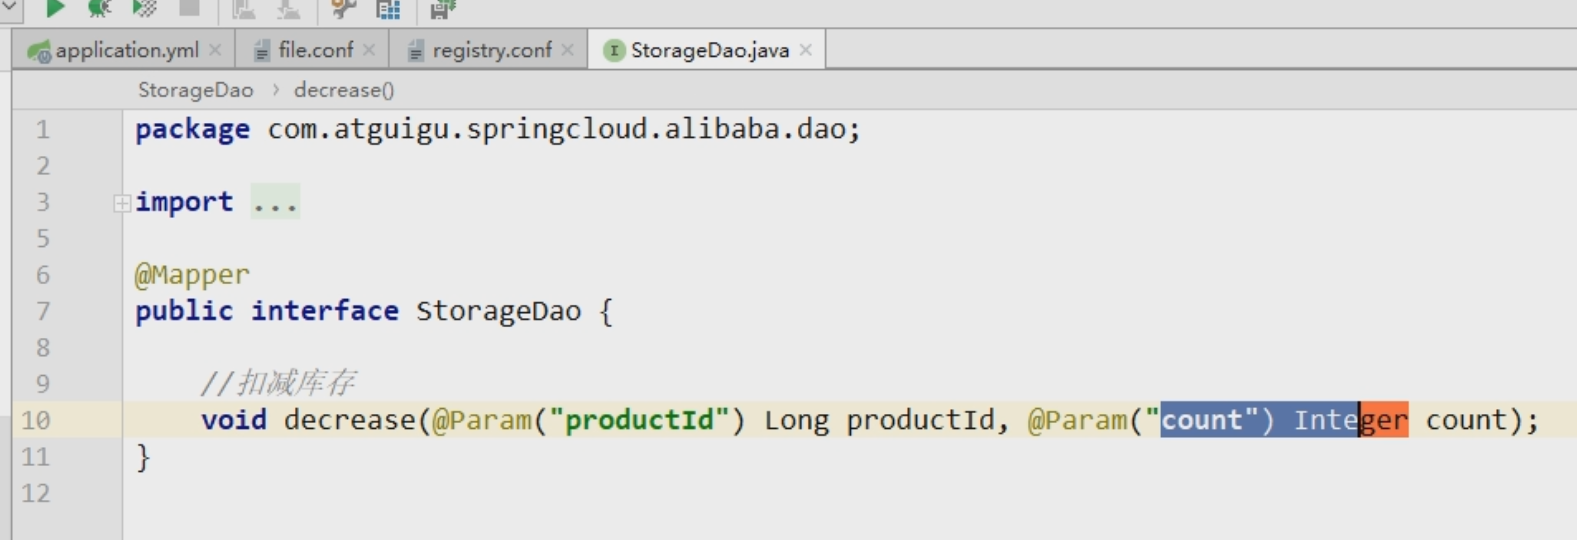 application.yml
file.conf
registry.conf
I StorageDao.java
StorageDao > decrease()
1 package com.atguigu.springcloud.alibaba.dao;
2
3 import ...
5
6 @Mapper
7 public interface StorageDao {
8
9 //扣减库存
10 void decrease(@Param("productId") Long productId, @Param("count") Integer count);
11 }
12